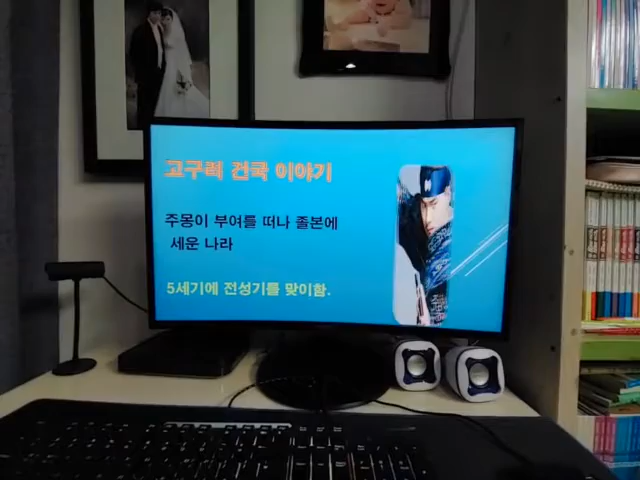 고구려 건국 이야기
주몽이 부여를 떠나 졸본에
세운 나라
5세기에 전성기를 맞이함.